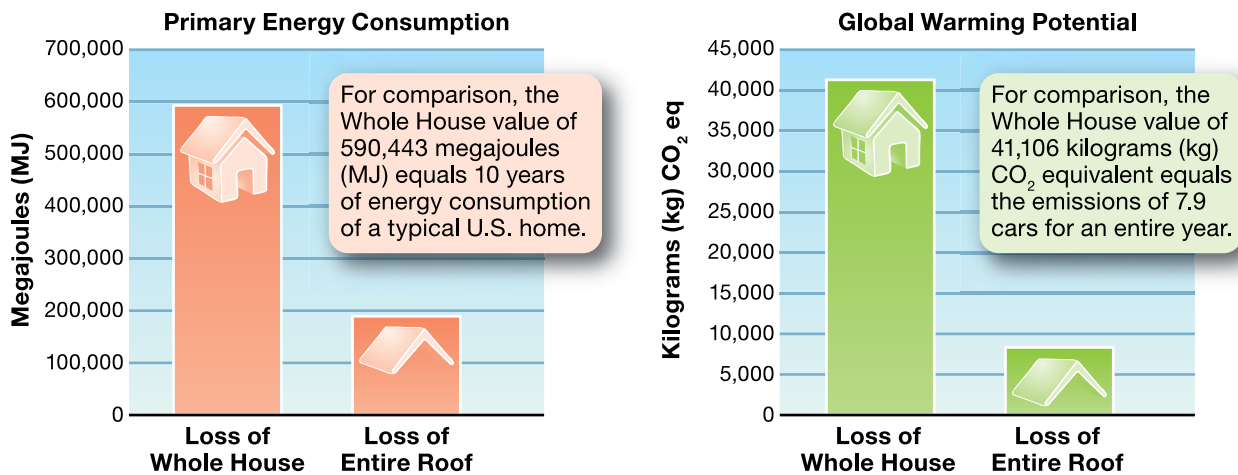 Primary Energy Consumption
Megajoules (MJ)
700,000
600,000
500,000
400,000
300,000
200,000
100,000
0
For comparison, the
Whole House value of
590,443 megajoules
(MJ) equals 10 years
of energy consumption
of a typical U.S. home.
Loss of
Whole House
Loss of
Entire Roof
Global Warming Potential
Kilograms (kg) CO₂ eq
45,000
40,000
35,000
30,000
25,000
20,000
15,000
10,000
5,000
0
For comparison, the
Whole House value of
41,106 kilograms (kg)
CO₂ equivalent equals
the emissions of 7.9
cars for an entire year.
Loss of
Whole House
Loss of
Entire Roof